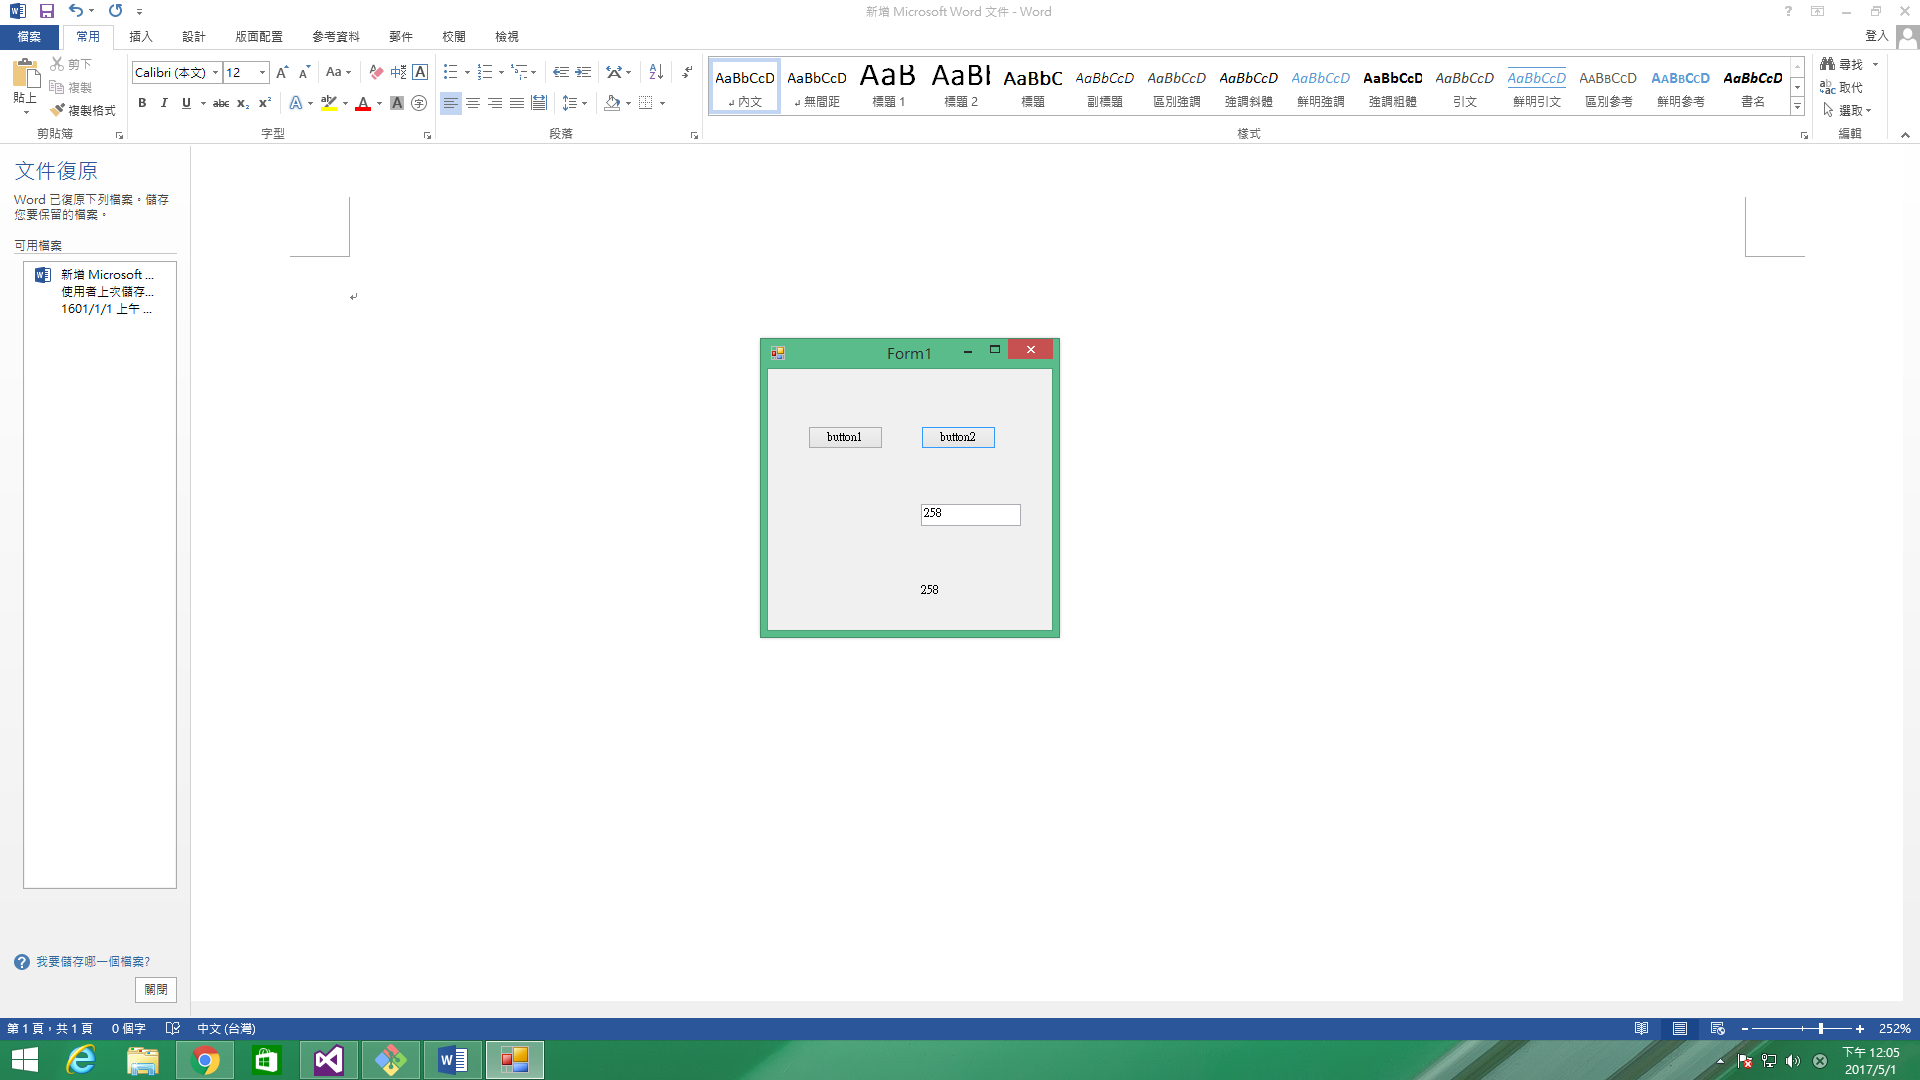 新增 Microsoft Word 文件 - Word
檔案 常用 插入 設計 版面配置 參考資料 郵件 校閱 檢視 登入
貼上 剪下 複製 複製格式
剪貼簿
Calibri (本文) 12
字型
段落
AaBbCcD AaBbCcD AaB AaBl AaBbC AaBbCcD AaBbCcD AaBbCcD AaBbCcD AaBbCcD AaBbCcD AaBbCcD AaBbCcD AaBbCcD AaBbCcD
內文 無間距 標題 1 標題 2 標題 副標題 區別強調 強調斜體 鮮明強調 強調粗體 引文 鮮明引文 區別參考 鮮明參考 書名
樣式
尋找
取代
選取
編輯
文件復原
Word 已復原下列檔案。儲存
您要保留的檔案。
可用檔案
新增 Microsoft ...
使用者上次儲存...
1601/1/1 上午 ...
我要儲存哪一個檔案?
關閉
Form1
button1 button2
258
258
第 1 頁，共 1 頁 0 個字 中文 (台灣) 252%
下午 12:05
2017/5/1